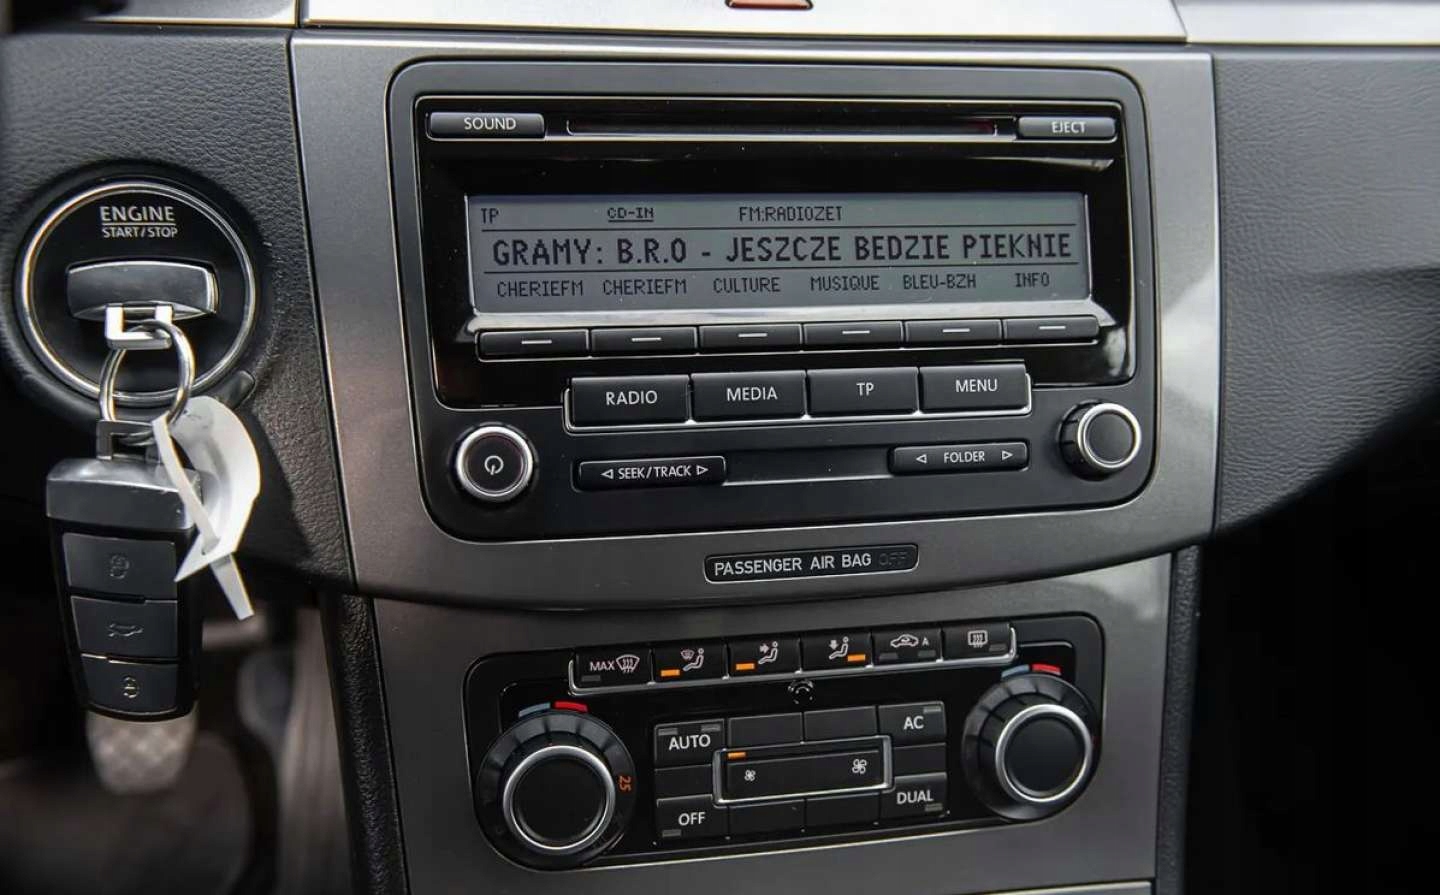 SOUND
EJECT
ENGINE
START/STOP
TP CD-IN FM:RADIOZET
GRAMY: B.R.O - JESZCZE BEDZIE PIEKNIE
CHERIEFM CHERIEFM CULTURE MUSIQUE BLEU-BZH INFO
RADIO MEDIA TP MENU
SEEK/TRACK
FOLDER
PASSENGER AIR BAG OFF
MAX
A
AUTO
AC
25
OFF
DUAL